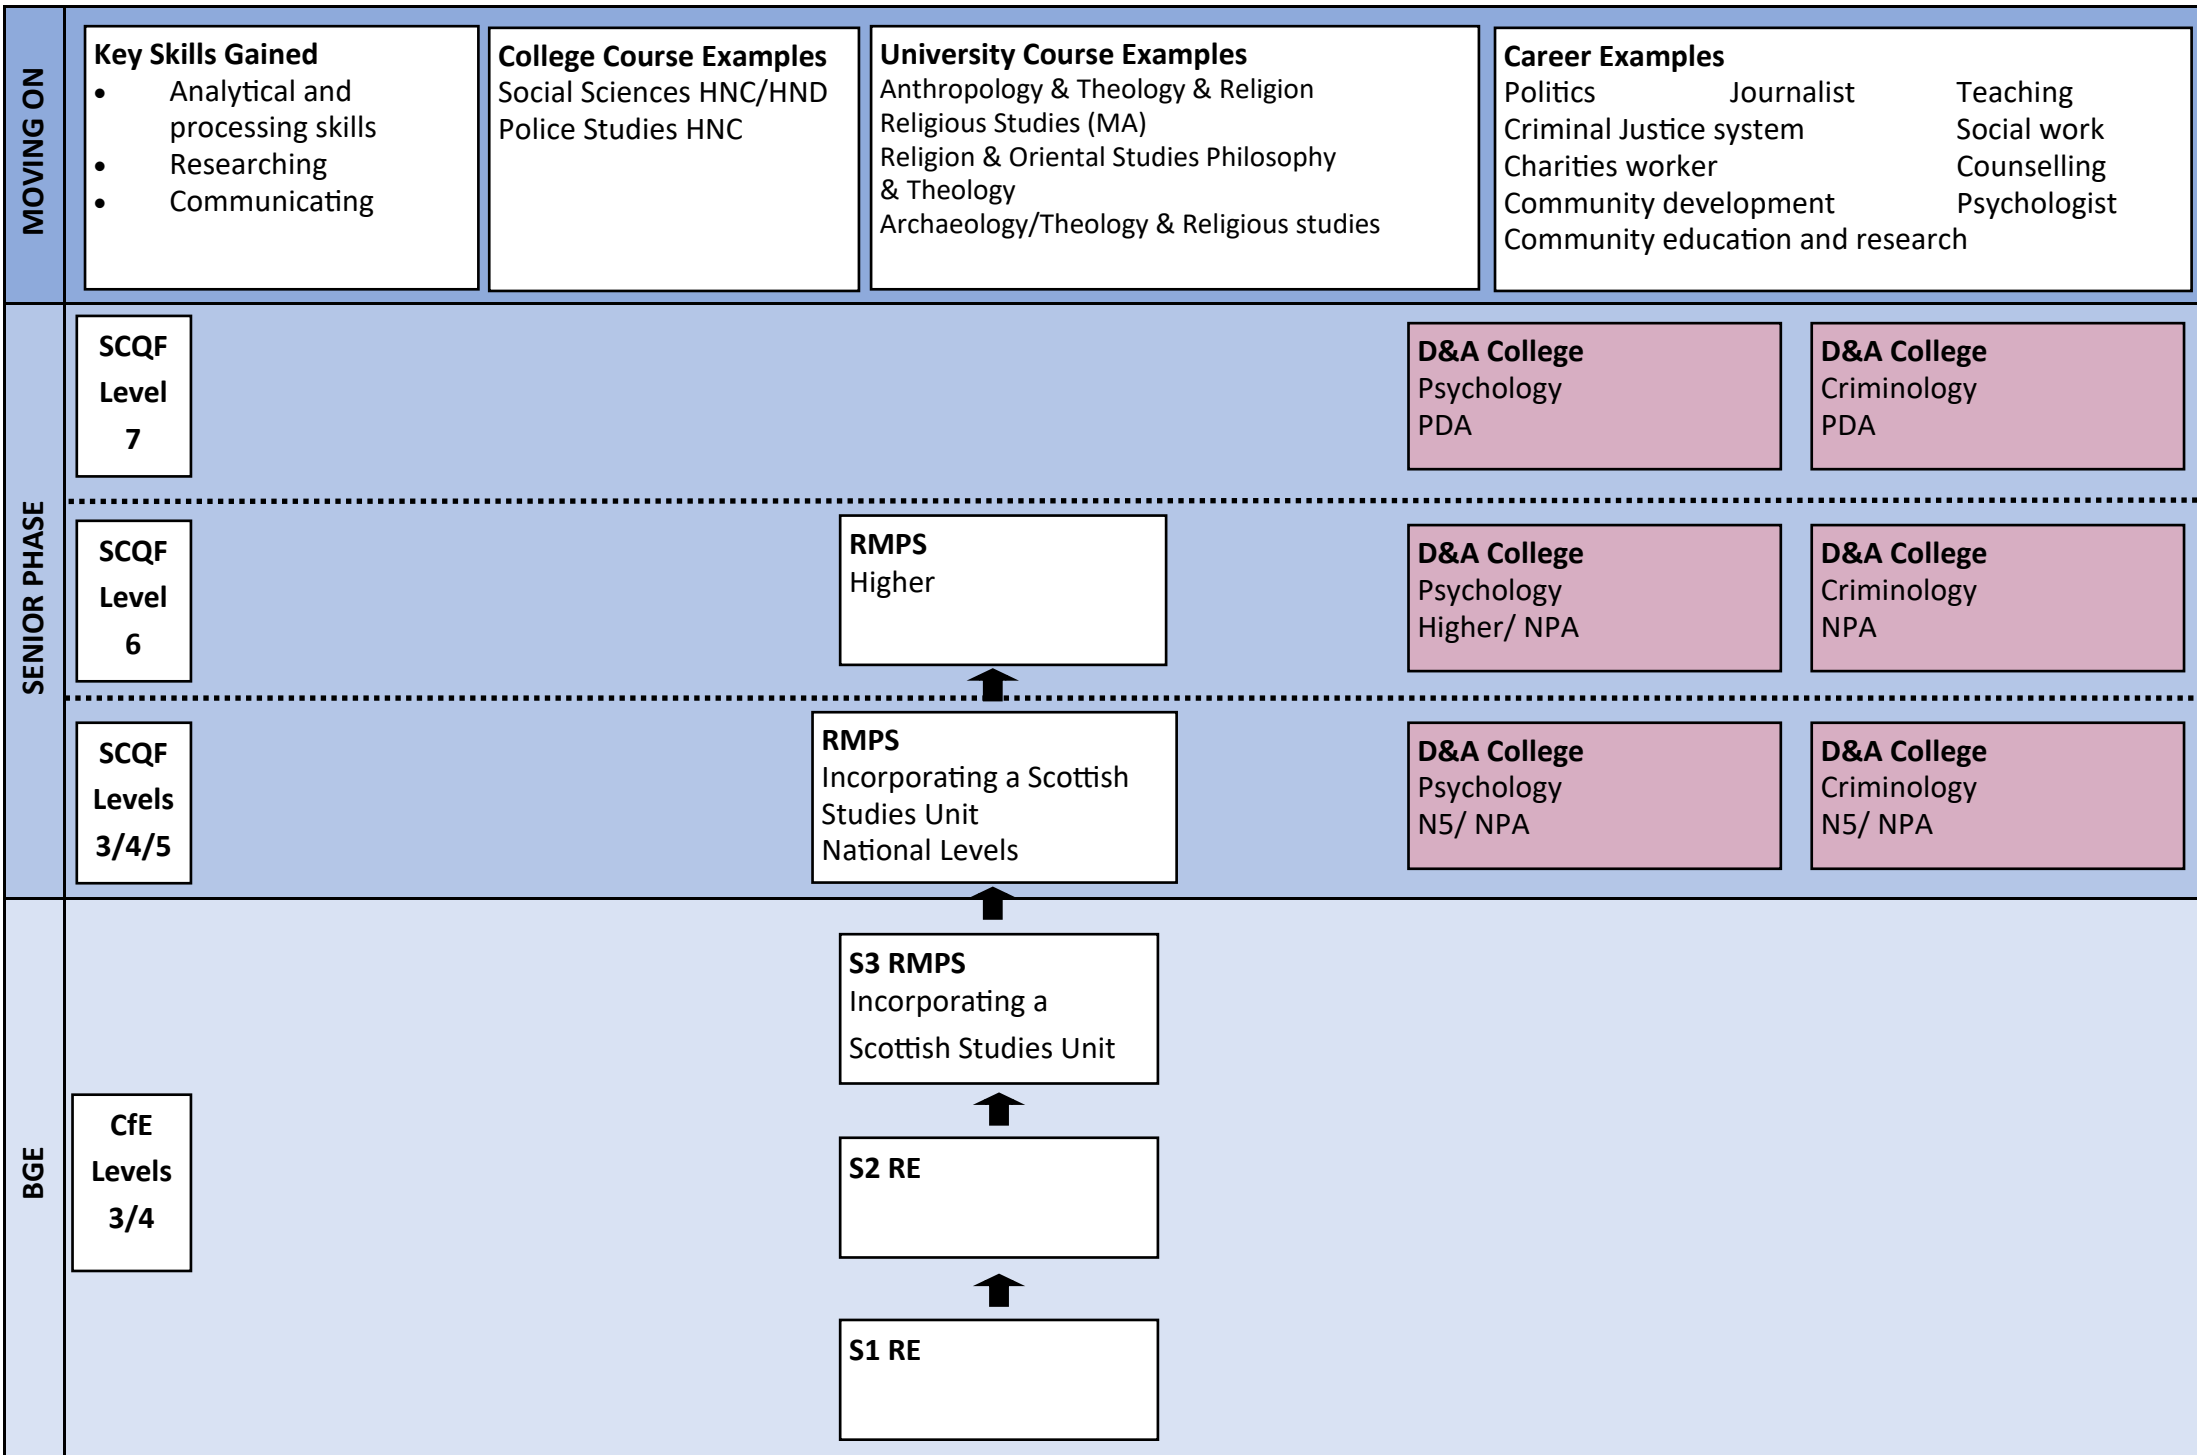 MOVING ON
Key Skills Gained
• Analytical and
processing skills
• Researching
• Communicating
College Course Examples
Social Sciences HNC/HND
Police Studies HNC
University Course Examples
Anthropology & Theology & Religion
Religious Studies (MA)
Religion & Oriental Studies Philosophy
& Theology
Archaeology/Theology & Religious studies
Career Examples
Politics Journalist Teaching
Criminal Justice system Social work
Charities worker Counselling
Community development Psychologist
Community education and research
SENIOR PHASE
SCQF
Level
7
D&A College
Psychology
PDA
D&A College
Criminology
PDA
SCQF
Level
6
RMPS
Higher
D&A College
Psychology
Higher/ NPA
D&A College
Criminology
NPA
SCQF
Levels
3/4/5
RMPS
Incorporating a Scottish
Studies Unit
National Levels
D&A College
Psychology
N5/ NPA
D&A College
Criminology
N5/ NPA
BGE
CfE
Levels
3/4
S3 RMPS
Incorporating a
Scottish Studies Unit
S2 RE
S1 RE